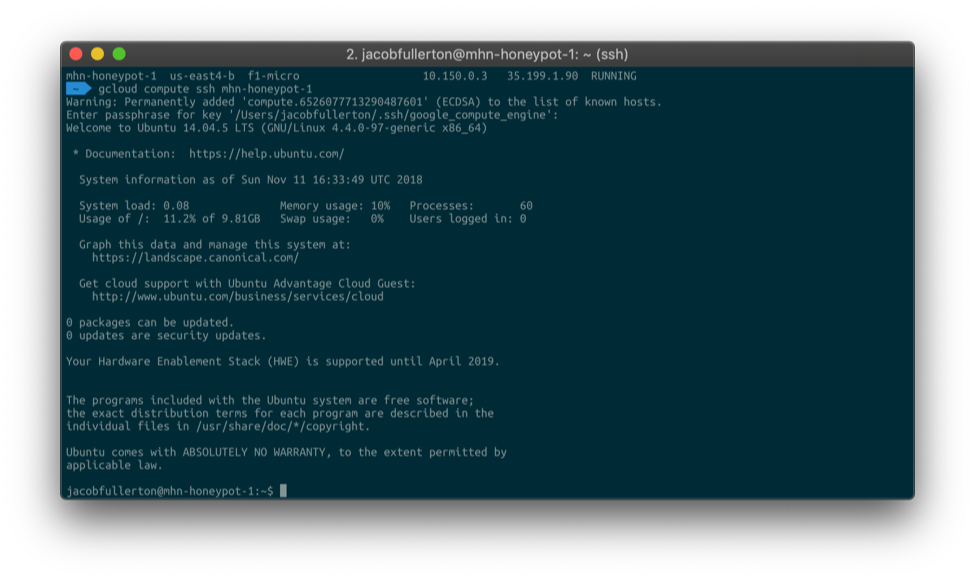 2. jacobfullerton@mhn-honeypot-1: ~ (ssh)
mhn-honeypot-1  us-east4-b  f1-micro                   10.150.0.3   35.199.1.90  RUNNING
~  gcloud compute ssh mhn-honeypot-1
Warning: Permanently added 'compute.6526077713290487601' (ECDSA) to the list of known hosts.
Enter passphrase for key '/Users/jacobfullerton/.ssh/google_compute_engine':
Welcome to Ubuntu 14.04.5 LTS (GNU/Linux 4.4.0-97-generic x86_64)
* Documentation:  https://help.ubuntu.com/
System information as of Sun Nov 11 16:33:49 UTC 2018
System load: 0.08              Memory usage: 10%   Processes:       60
Usage of /:  11.2% of 9.81GB   Swap usage:   0%    Users logged in: 0
Graph this data and manage this system at:
https://landscape.canonical.com/
Get cloud support with Ubuntu Advantage Cloud Guest:
http://www.ubuntu.com/business/services/cloud
0 packages can be updated.
0 updates are security updates.
Your Hardware Enablement Stack (HWE) is supported until April 2019.
The programs included with the Ubuntu system are free software;
the exact distribution terms for each program are described in the
individual files in /usr/share/doc/*/copyright.
Ubuntu comes with ABSOLUTELY NO WARRANTY, to the extent permitted by
applicable law.
jacobfullerton@mhn-honeypot-1:~$